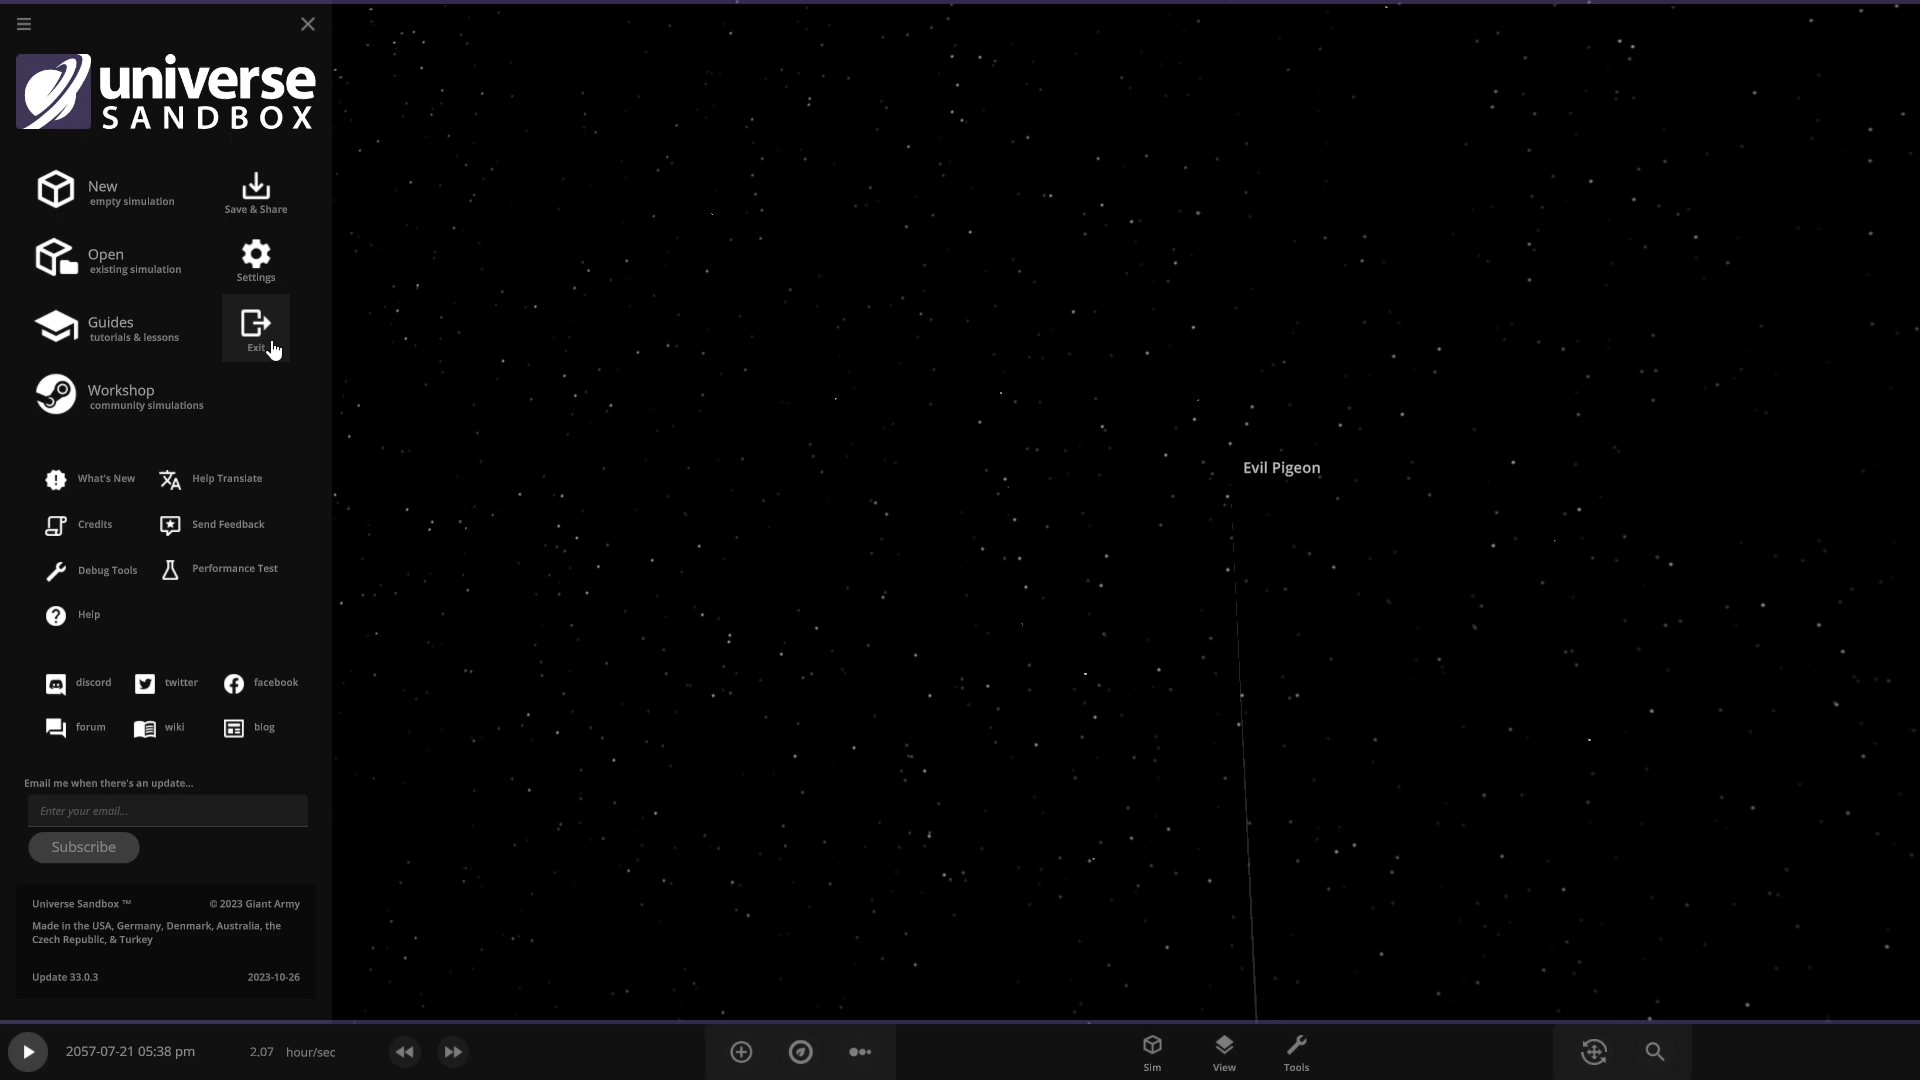 universe
SANDBOX
New
empty simulation
Save & Share
Open
existing simulation
Settings
Guides
tutorials & lessons
Exit
Workshop
community simulations
What's New
Help Translate
Credits
Send Feedback
Debug Tools
Performance Test
Help
discord
twitter
facebook
forum
wiki
blog
Email me when there's an update...
Enter your email...
Subscribe
Universe Sandbox ™
© 2023 Giant Army
Made in the USA, Germany, Denmark, Australia, the
Czech Republic, & Turkey
Update 33.0.3
2023-10-26
Evil Pigeon
2057-07-21 05:38 pm
2.07 hour/sec
Sim
View
Tools